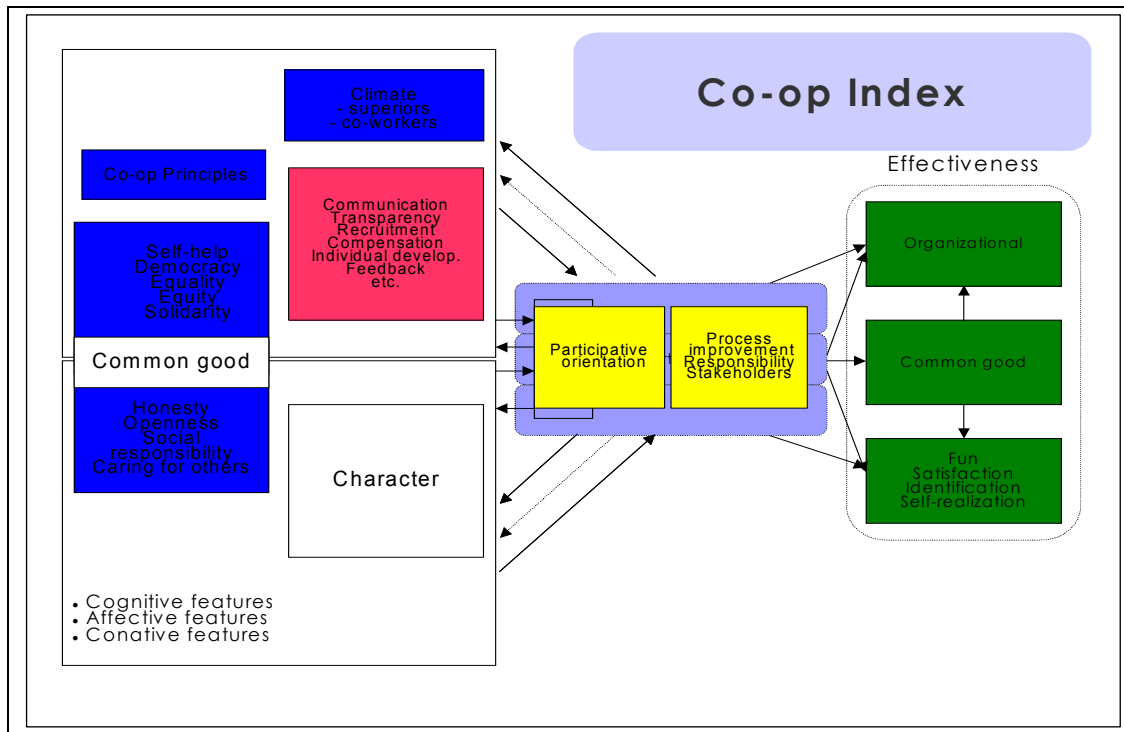 Co-op Index
Climate
- superiors
- co-workers
Co-op Principles
Communication
Transparency
Recruitment
Compensation
Individual develop.
Feedback
etc.
Self-help
Democracy
Equality
Equity
Solidarity
Common good
Honesty
Openness
Social
responsibility
Caring for others
Character
• Cognitive features
• Affective features
• Conative features
Participative
orientation
Process
improvement
Responsibility
Stakeholders
Effectiveness
Organizational
Common good
Fun
Satisfaction
Identification
Self-realization